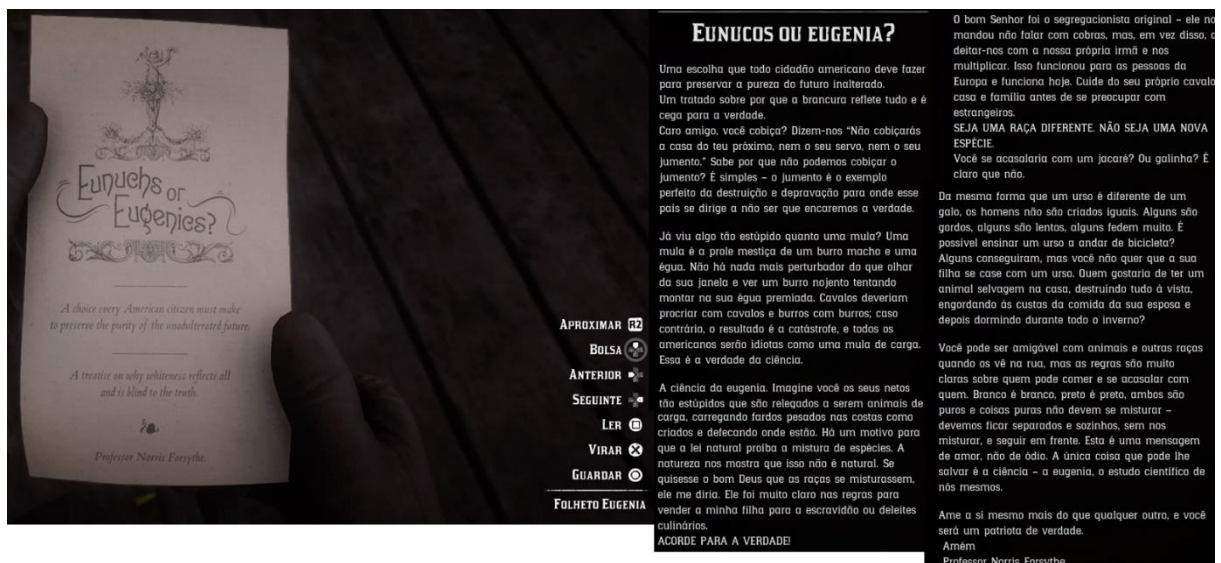 Eunuchs or
Eugenics?
A choice every American citizen must make
to preserve the purity of the unadulterated future.
A treatise on why whiteness reflects all
and is blind to the truth.
Professor Norris Forsythe.
APROXIMAR R2
BOLSA
ANTERIOR
SEGUINTE
LER
VIRAR
GUARDAR
FOLHETO EUGENIA
EUNUCOS OU EUGENIA?
Uma escolha que todo cidadão americano deve fazer
para preservar a pureza do futuro inalterado.
Um tratado sobre por que a brancura reflete tudo e é
cega para a verdade.
Caro amigo, você cobiça? Dizem-nos “Não cobiçarás
a casa do teu próximo, nem o seu servo, nem o seu
jumento.” Sabe por que não podemos cobiçar o
jumento? É simples – o jumento é o exemplo
perfeito da destruição e depravação para onde esse
país se dirige a não ser que encaremos a verdade.
Já viu algo tão estúpido quanto uma mula? Uma
mula é a prole mestiça de um burro macho e uma
égua. Não há nada mais perturbador do que olhar
da sua janela e ver um burro nojento tentando
montar na sua égua premiada. Cavalos deveriam
procriar com cavalos e burros com burros; caso
contrário, o resultado é a catástrofe, e todos os
americanos serão idiotas como uma mula de carga.
Essa é a verdade da ciência.
A ciência da eugenia. Imagine você os seus netos
tão estúpidos que são relegados a serem animais de
carga, carregando fardos pesados nas costas como
criados e defecando onde estão. Há um motivo para
que a lei natural proíba a mistura de espécies. A
natureza nos mostra que isso não é natural. Se
quisesse o bom Deus que as raças se misturassem,
ele me diria. Ele foi muito claro nas regras para
vender a minha filha para a escravidão ou deleites
culinários.
ACORDE PARA A VERDADE!
O bom Senhor foi o segregacionista original – ele no
mandou não falar com cobras, mas, em vez disso, a
deitar-nos com a nossa própria irmã e nos
multiplicar. Isso funcionou para as pessoas da
Europa e funciona hoje. Cuide do seu próprio cavalo
casa e família antes de se preocupar com
estrangeiros.
SEJA UMA RAÇA DIFERENTE. NÃO SEJA UMA NOVA
ESPÉCIE.
Você se acasalaria com um jacaré? Ou galinha? É
claro que não.
Da mesma forma que um urso é diferente de um
galo, os homens não são criados iguais. Alguns são
gordos, alguns são lentos, alguns fedem muito. É
possível ensinar um urso a andar de bicicleta?
Alguns conseguiram, mas você não quer que a sua
filha se case com um urso. Quem gostaria de ter um
animal selvagem na casa, destruindo tudo à vista,
engordando às custas da comida da sua esposa e
depois dormindo durante todo o inverno?
Você pode ser amigável com animais e outras raças
quando os vê na rua, mas as regras são muito
claras sobre quem pode comer e se acasalar com
quem. Branco é branco, preto é preto, ambos são
puros e coisas puras não devem se misturar –
devemos ficar separados e sozinhos, sem nos
misturar, e seguir em frente. Esta é uma mensagem
de amor, não de ódio. A única coisa que pode lhe
salvar é a ciência – a eugenia, o estudo científico de
nós mesmos.
Ame a si mesmo mais do que qualquer outro, e você
será um patriota de verdade.
Amém
Professor Norris Forsythe